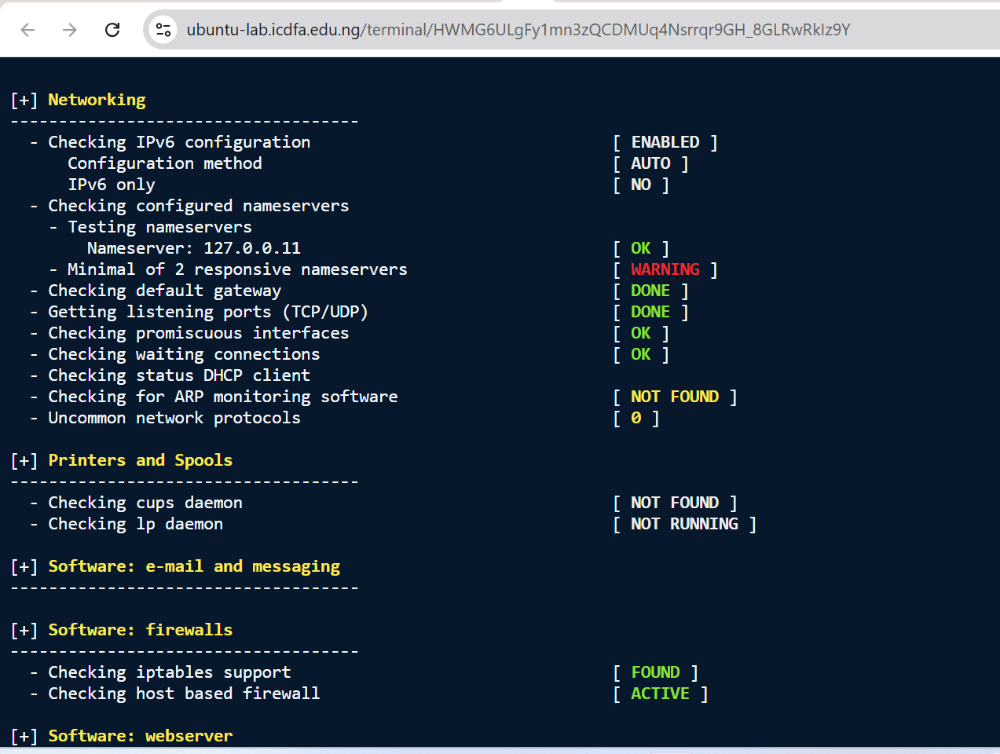 ubuntu-lab.icdfa.edu.ng/terminal/HWMG6ULgFy1mn3zQCDMUq4Nsrrqr9GH_8GLRwRkIz9Y
[+] Networking
------------------------------------
  - Checking IPv6 configuration                               [ ENABLED ]
      Configuration method                                    [ AUTO ]
      IPv6 only                                               [ NO ]
  - Checking configured nameservers
    - Testing nameservers
        Nameserver: 127.0.0.11                                [ OK ]
    - Minimal of 2 responsive nameservers                     [ WARNING ]
  - Checking default gateway                                  [ DONE ]
  - Getting listening ports (TCP/UDP)                         [ DONE ]
  - Checking promiscuous interfaces                           [ OK ]
  - Checking waiting connections                              [ OK ]
  - Checking status DHCP client
  - Checking for ARP monitoring software                      [ NOT FOUND ]
  - Uncommon network protocols                                [ 0 ]
[+] Printers and Spools
------------------------------------
  - Checking cups daemon                                      [ NOT FOUND ]
  - Checking lp daemon                                        [ NOT RUNNING ]
[+] Software: e-mail and messaging
------------------------------------
[+] Software: firewalls
------------------------------------
  - Checking iptables support                                 [ FOUND ]
  - Checking host based firewall                              [ ACTIVE ]
[+] Software: webserver